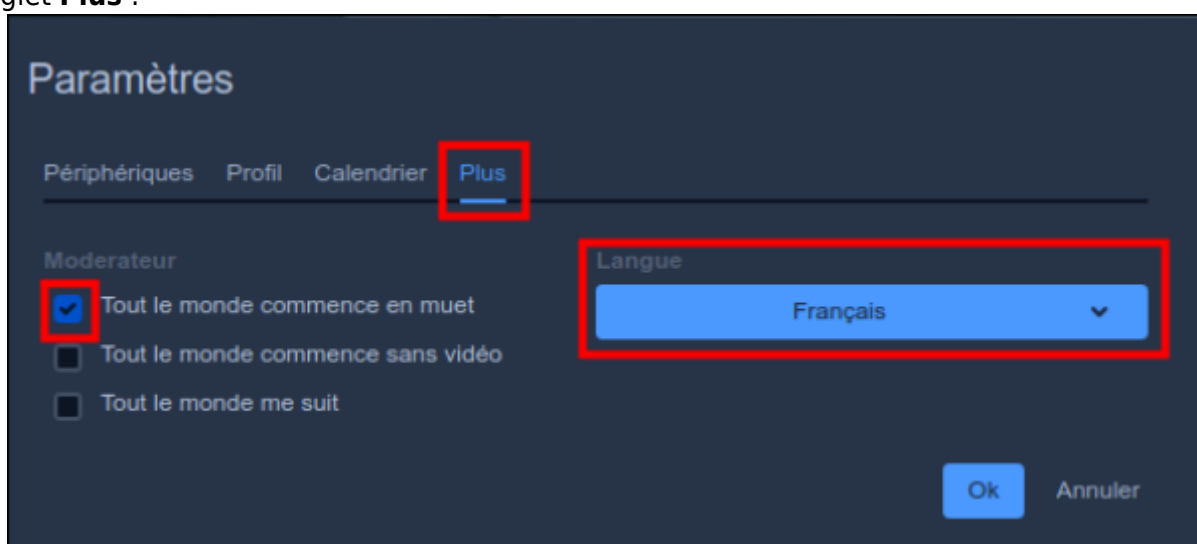 Plus
Paramètres
Périphériques Profil Calendrier Plus
Moderateur
Tout le monde commence en muet
Tout le monde commence sans vidéo
Tout le monde me suit
Langue
Français
Ok Annuler